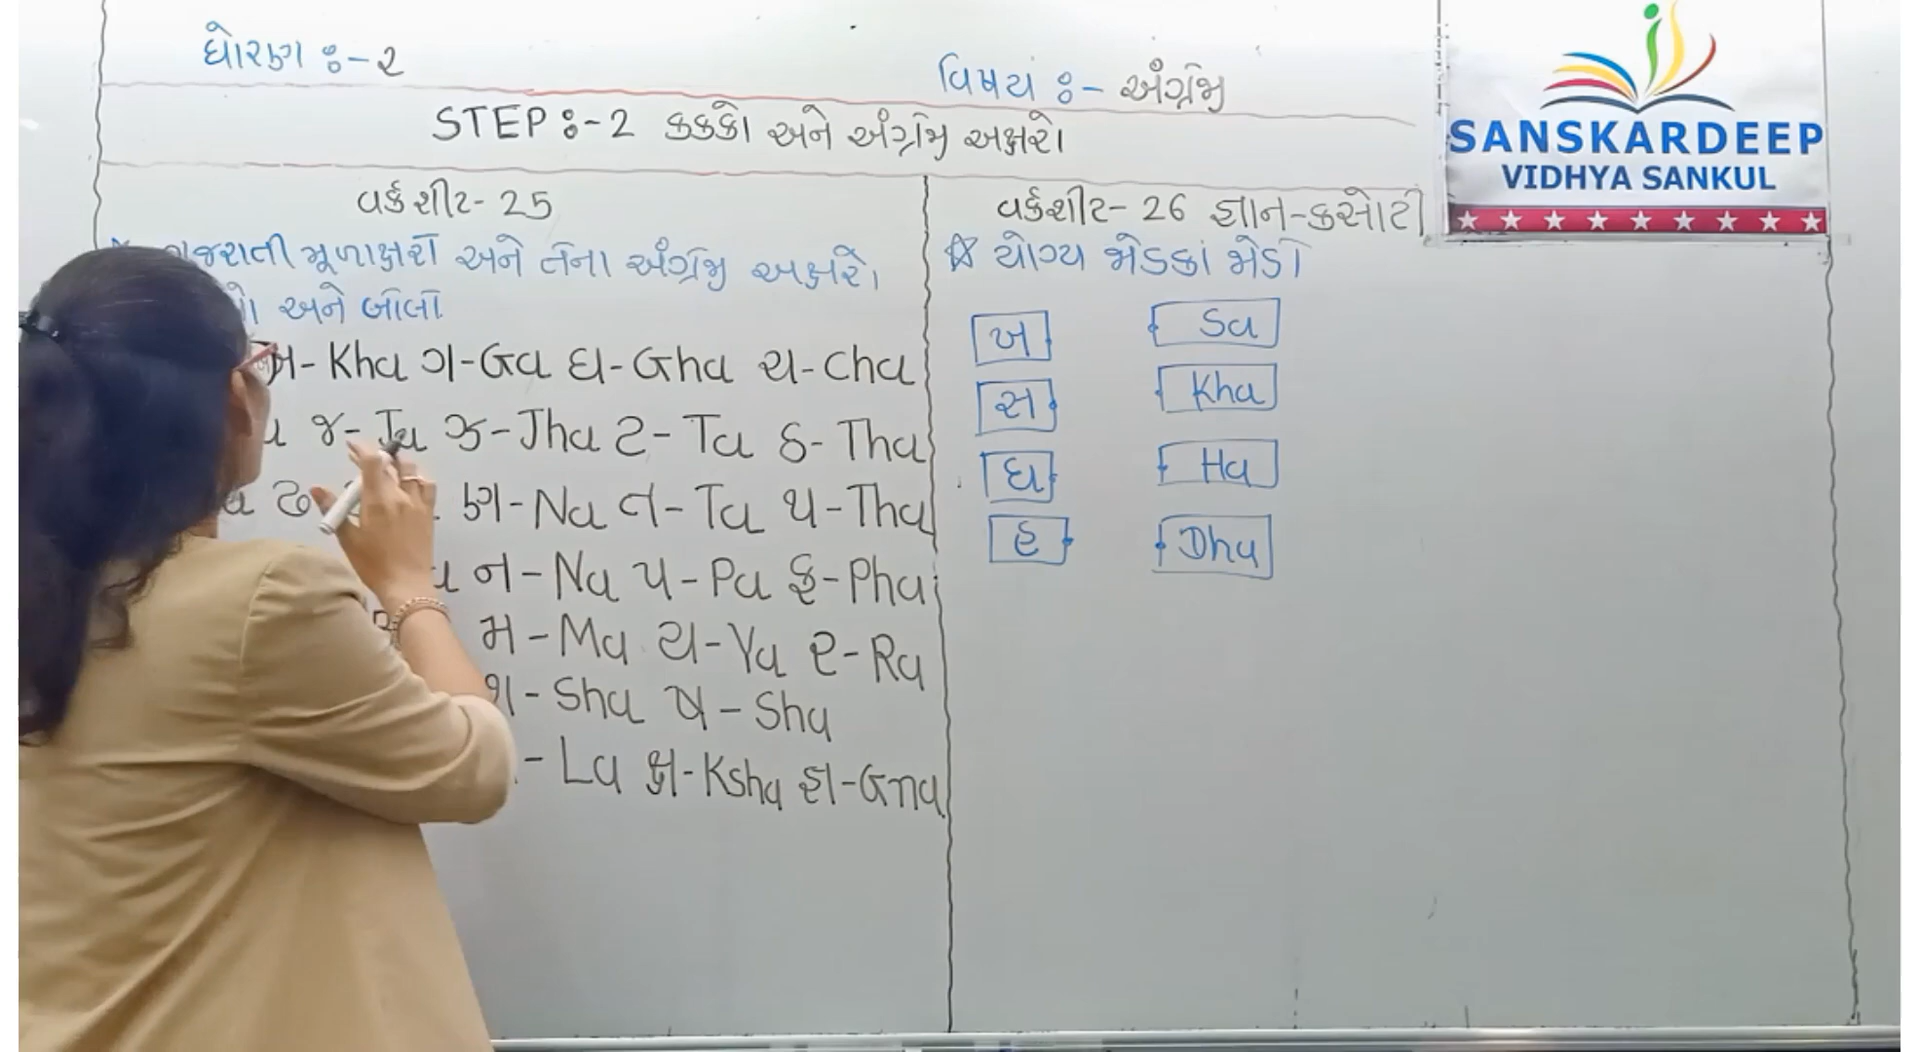 ધોરણ :- ૨
વિષય :- અંગ્રેજી
STEP :- 2 કક્કો અને અંગ્રેજી અક્ષરો
SANSKARDEEP
VIDHYA SANKUL
વર્કશીટ - 25
ગુજરાતી મૂળાક્ષરો અને તેના અંગ્રેજી અક્ષરો
અને બોલો
ખ - Kha ગ - Ga ઘ - Gha ચ - Cha
જ - Ja ઝ - Jha ટ - Ta ઠ - Tha
ઢ ણ - Na ત - Ta થ - Tha
ન - Na પ - Pa ફ - Pha
મ - Ma ય - Ya ર - Ra
શ - Sha ષ - Sha
- La ક્ષ - Ksha જ્ઞ - Gna
વર્કશીટ - 26 જ્ઞાન - કસોટી
યોગ્ય જોડકાં જોડો
ખ Sa
સ Kha
ધ Ha
હ Dha